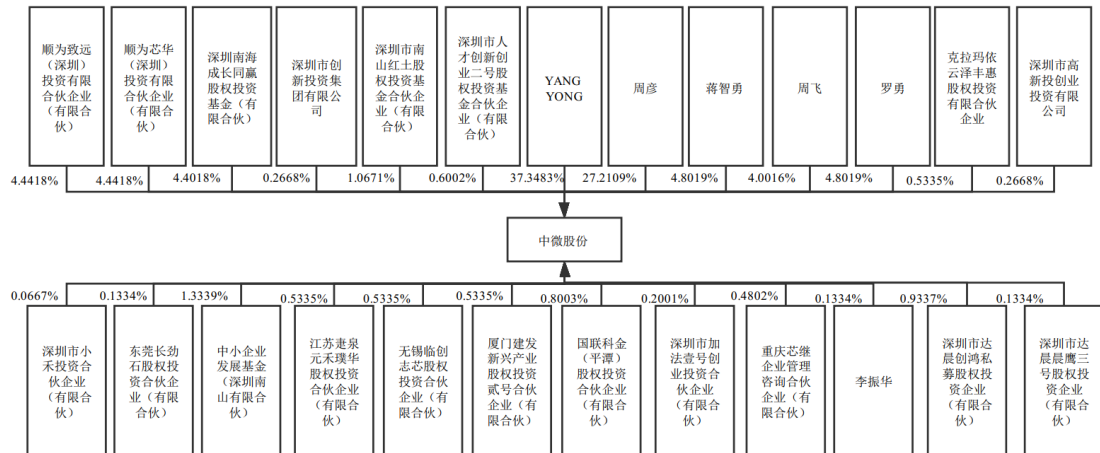 顺为致远
（深圳）
投资有限
合伙企业
（有限合
伙）
顺为芯华
（深圳）
投资有限
合伙企业
（有限合
伙）
深圳南海
成长同赢
股权投资
基金（有
限合伙）
深圳市创
新投资集
团有限公
司
深圳市南
山红土股
权投资基
金合伙企
业（有限
合伙）
深圳市人
才创新创
业二号股
权投资基
金合伙企
业（有限
合伙）
YANG
YONG
周彦
蒋智勇
周飞
罗勇
克拉玛依
云泽丰惠
股权投资
有限合伙
企业
深圳市高
新投创业
投资有限
公司
4.4418%
4.4418%
4.4018%
0.2668%
1.0671%
0.6002%
37.3483%
27.2109%
4.8019%
4.0016%
4.8019%
0.5335%
0.2668%
中微股份
0.0667%
0.1334%
1.3339%
0.5335%
0.5335%
0.5335%
0.8003%
0.2001%
0.4802%
0.1334%
0.9337%
0.1334%
深圳市小
禾投资合
伙企业
（有限合
伙）
东莞长劲
石股权投
资合伙企
业（有限
合伙）
中小企业
发展基金
（深圳南
山有限合
伙）
江苏疌泉
元禾璞华
股权投资
合伙企业
（有限合
伙）
无锡临创
志芯股权
投资合伙
企业（有
限合伙）
厦门建发
新兴产业
股权投资
贰号合伙
企业（有
限合伙）
国联科金
（平潭）
股权投资
合伙企业
（有限合
伙）
深圳市加
法壹号创
业投资合
伙企业
（有限合
伙）
重庆芯继
企业管理
咨询合伙
企业（有
限合伙）
李振华
深圳市达
晨创鸿私
募股权投
资企业
（有限合
伙）
深圳市达
晨晨鹰三
号股权投
资企业
（有限合
伙）